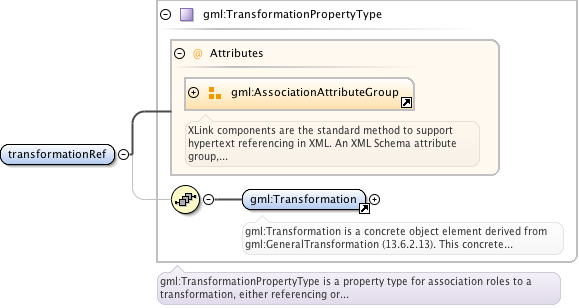 gml:TransformationPropertyType
@ Attributes
gml:AssociationAttributeGroup
XLink components are the standard method to support
hypertext referencing in XML. An XML Schema attribute
group,...
transformationRef
gml:Transformation
gml:Transformation is a concrete object element derived from
gml:GeneralTransformation (13.6.2.13). This concrete...
gml:TransformationPropertyType is a property type for association roles to a
transformation, either referencing or...